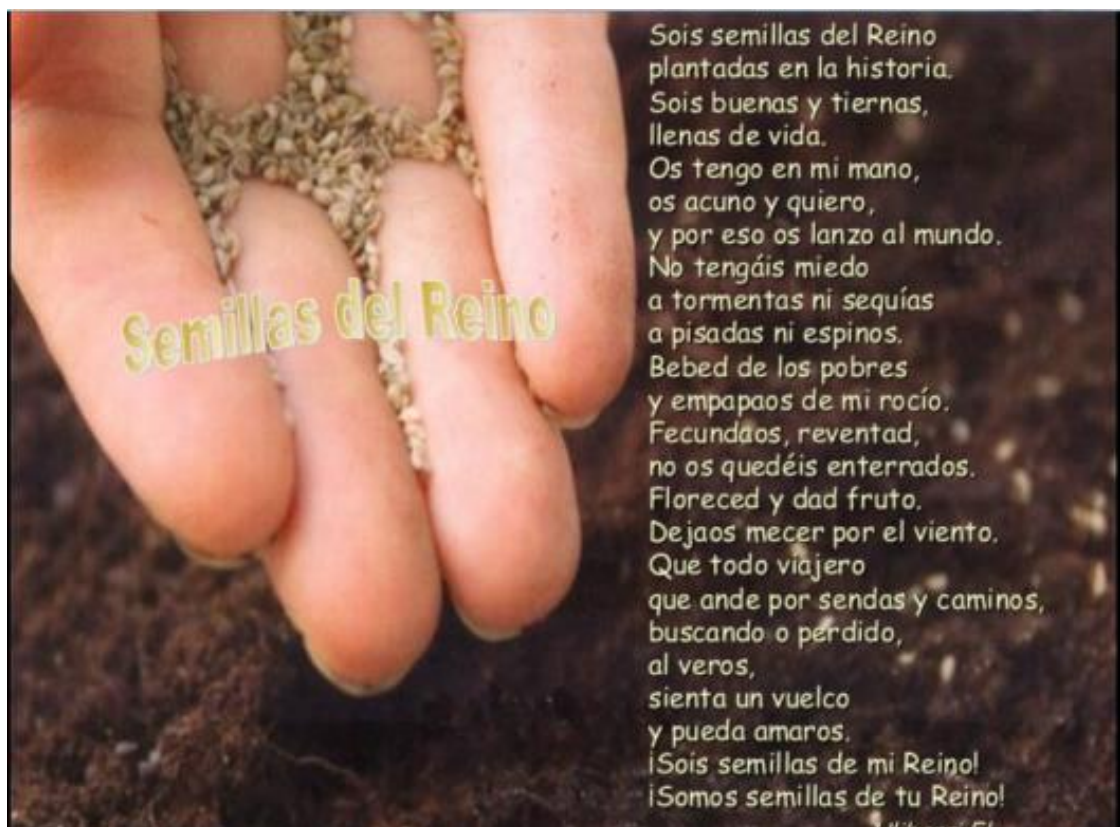 Semillas del Reino
Sois semillas del Reino
plantadas en la historia.
Sois buenas y tiernas,
llenas de vida.
Os tengo en mi mano,
os acuno y quiero,
y por eso os lanzo al mundo.
No tengáis miedo
a tormentas ni sequías
a pisadas ni espinos.
Bebed de los pobres
y empapaos de mi rocío.
Fecundaos, reventad,
no os quedéis enterrados.
Floreced y dad fruto.
Dejaos mecer por el viento.
Que todo viajero
que ande por sendas y caminos,
buscando o perdido,
al veros,
sienta un vuelco
y pueda amaros.
¡Sois semillas de mi Reino!
¡Somos semillas de tu Reino!